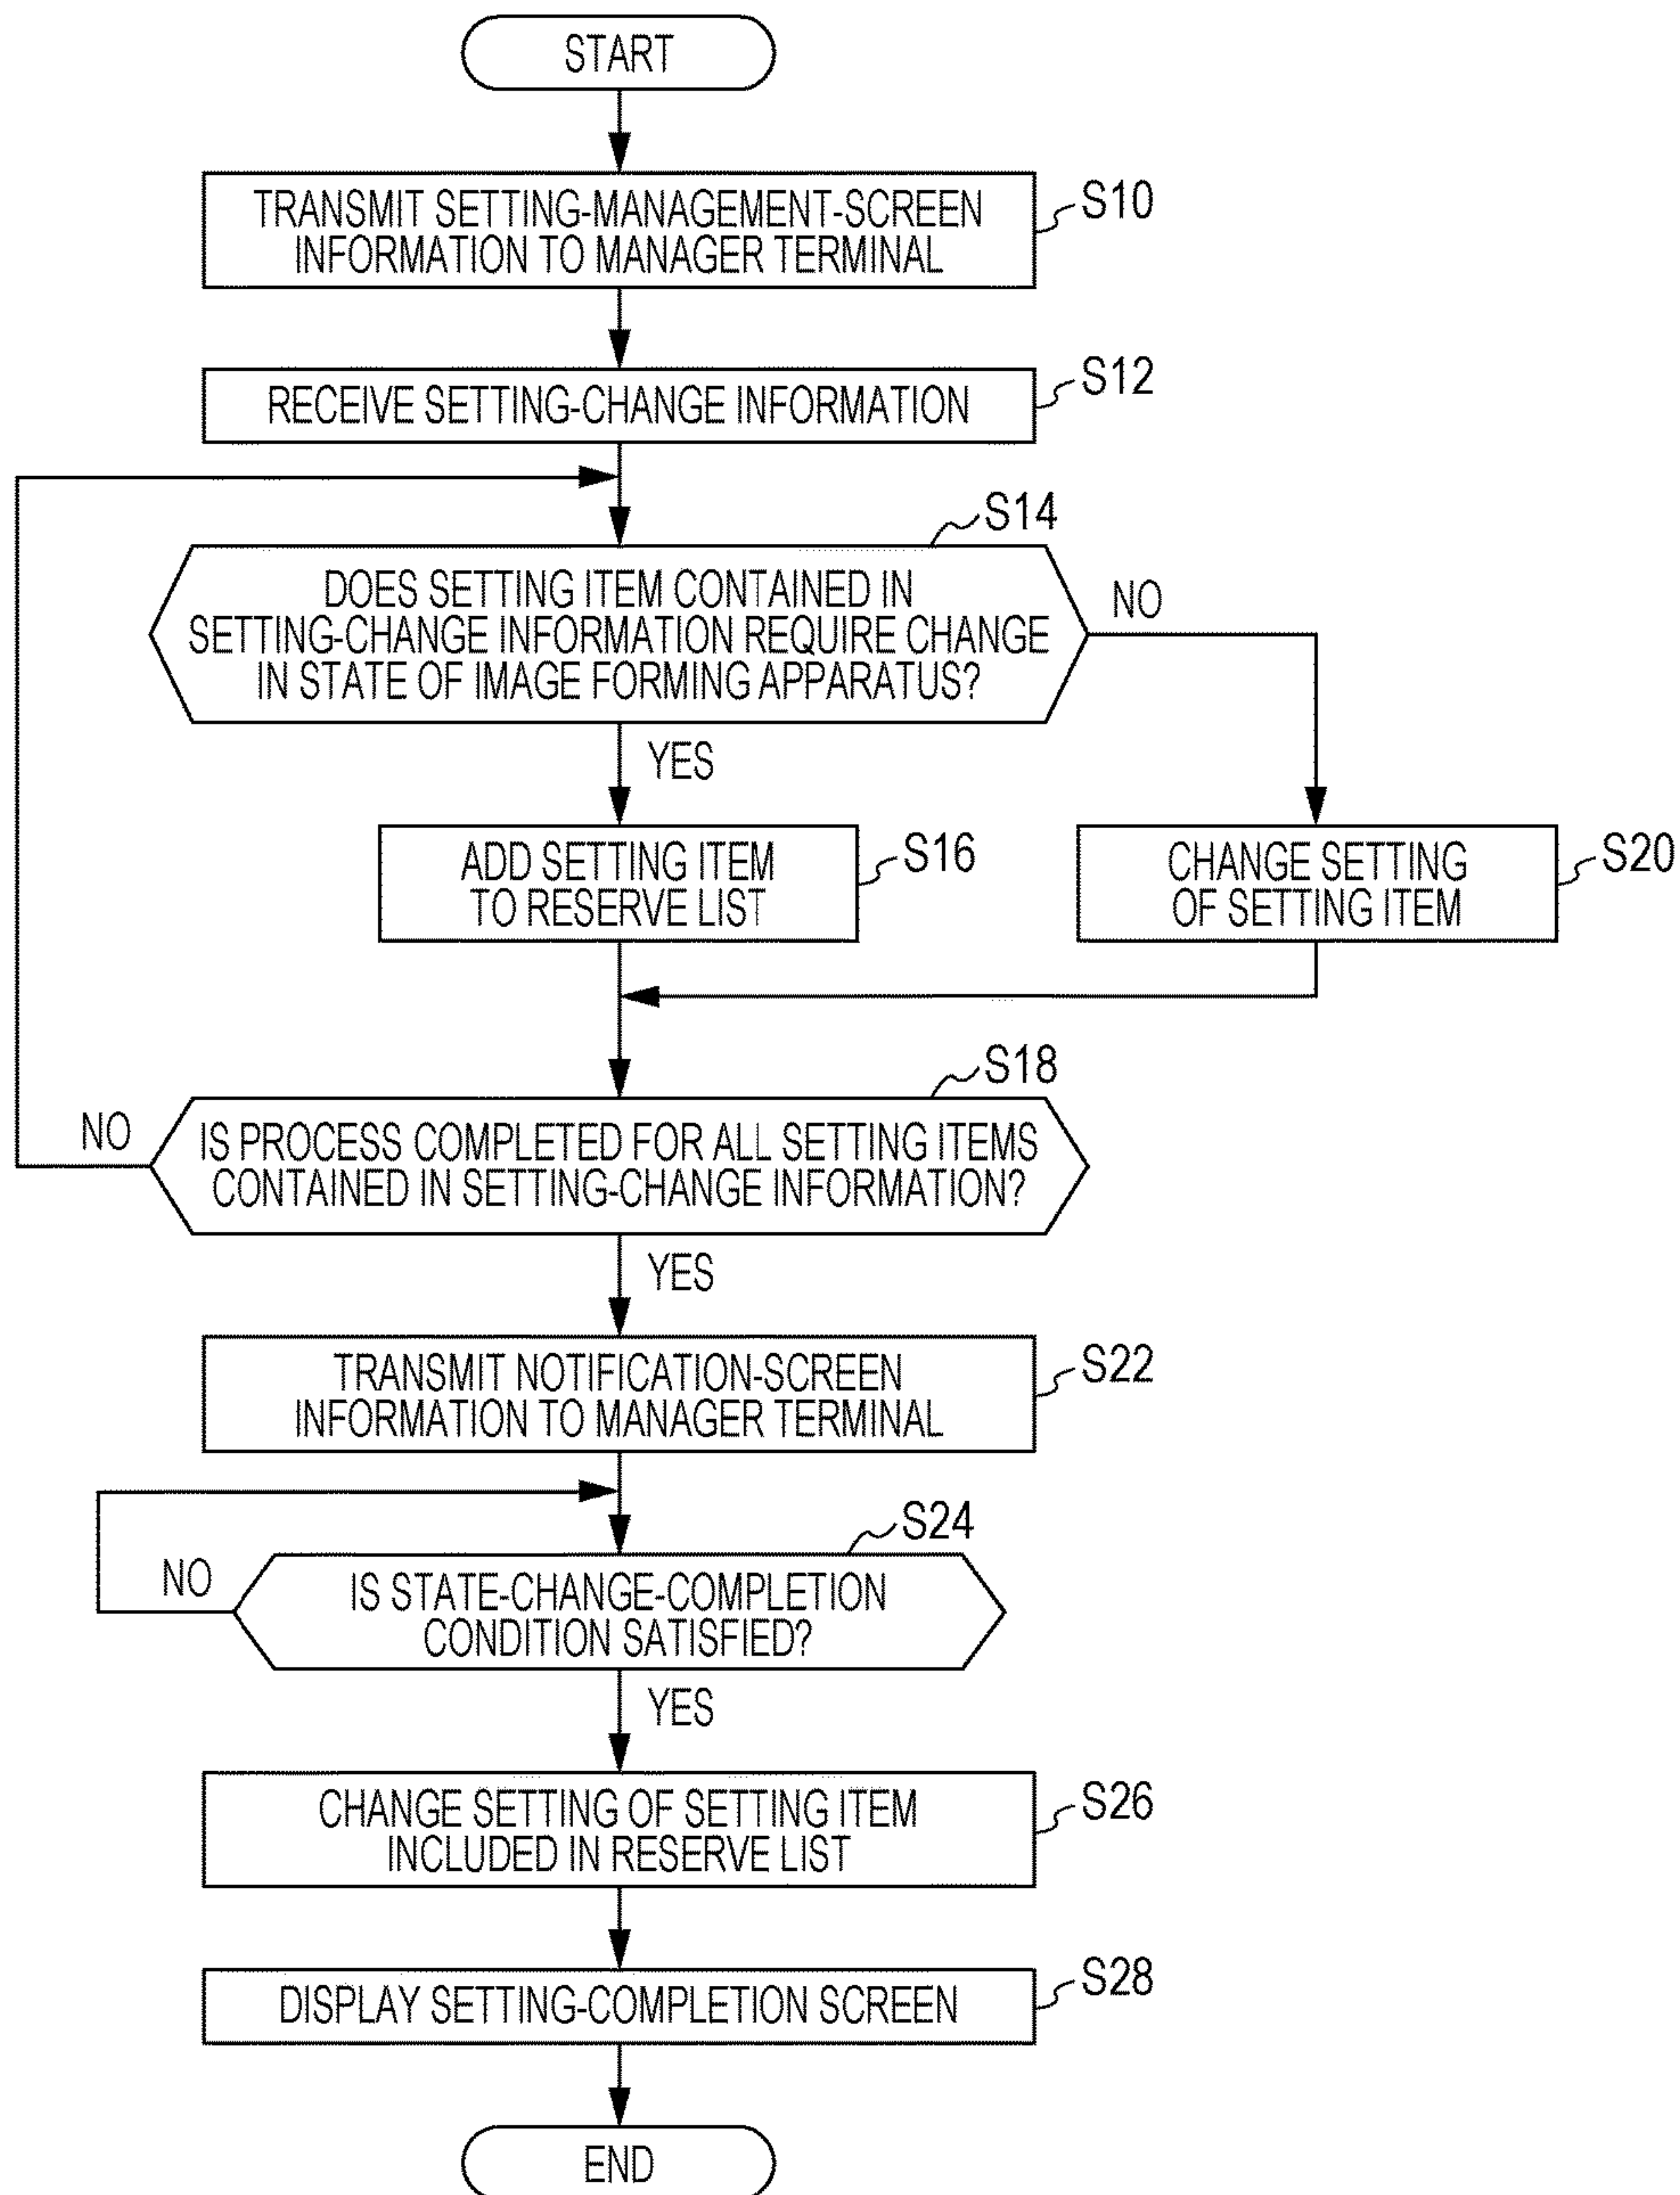 START
TRANSMIT SETTING-MANAGEMENT-SCREEN
INFORMATION TO MANAGER TERMINAL
S10
RECEIVE SETTING-CHANGE INFORMATION
S12
S14
DOES SETTING ITEM CONTAINED IN
SETTING-CHANGE INFORMATION REQUIRE CHANGE
IN STATE OF IMAGE FORMING APPARATUS?
NO
YES
ADD SETTING ITEM
TO RESERVE LIST
S16
CHANGE SETTING
OF SETTING ITEM
S20
S18
NO
IS PROCESS COMPLETED FOR ALL SETTING ITEMS
CONTAINED IN SETTING-CHANGE INFORMATION?
YES
TRANSMIT NOTIFICATION-SCREEN
INFORMATION TO MANAGER TERMINAL
S22
S24
NO
IS STATE-CHANGE-COMPLETION
CONDITION SATISFIED?
YES
CHANGE SETTING OF SETTING ITEM
INCLUDED IN RESERVE LIST
S26
DISPLAY SETTING-COMPLETION SCREEN
S28
END